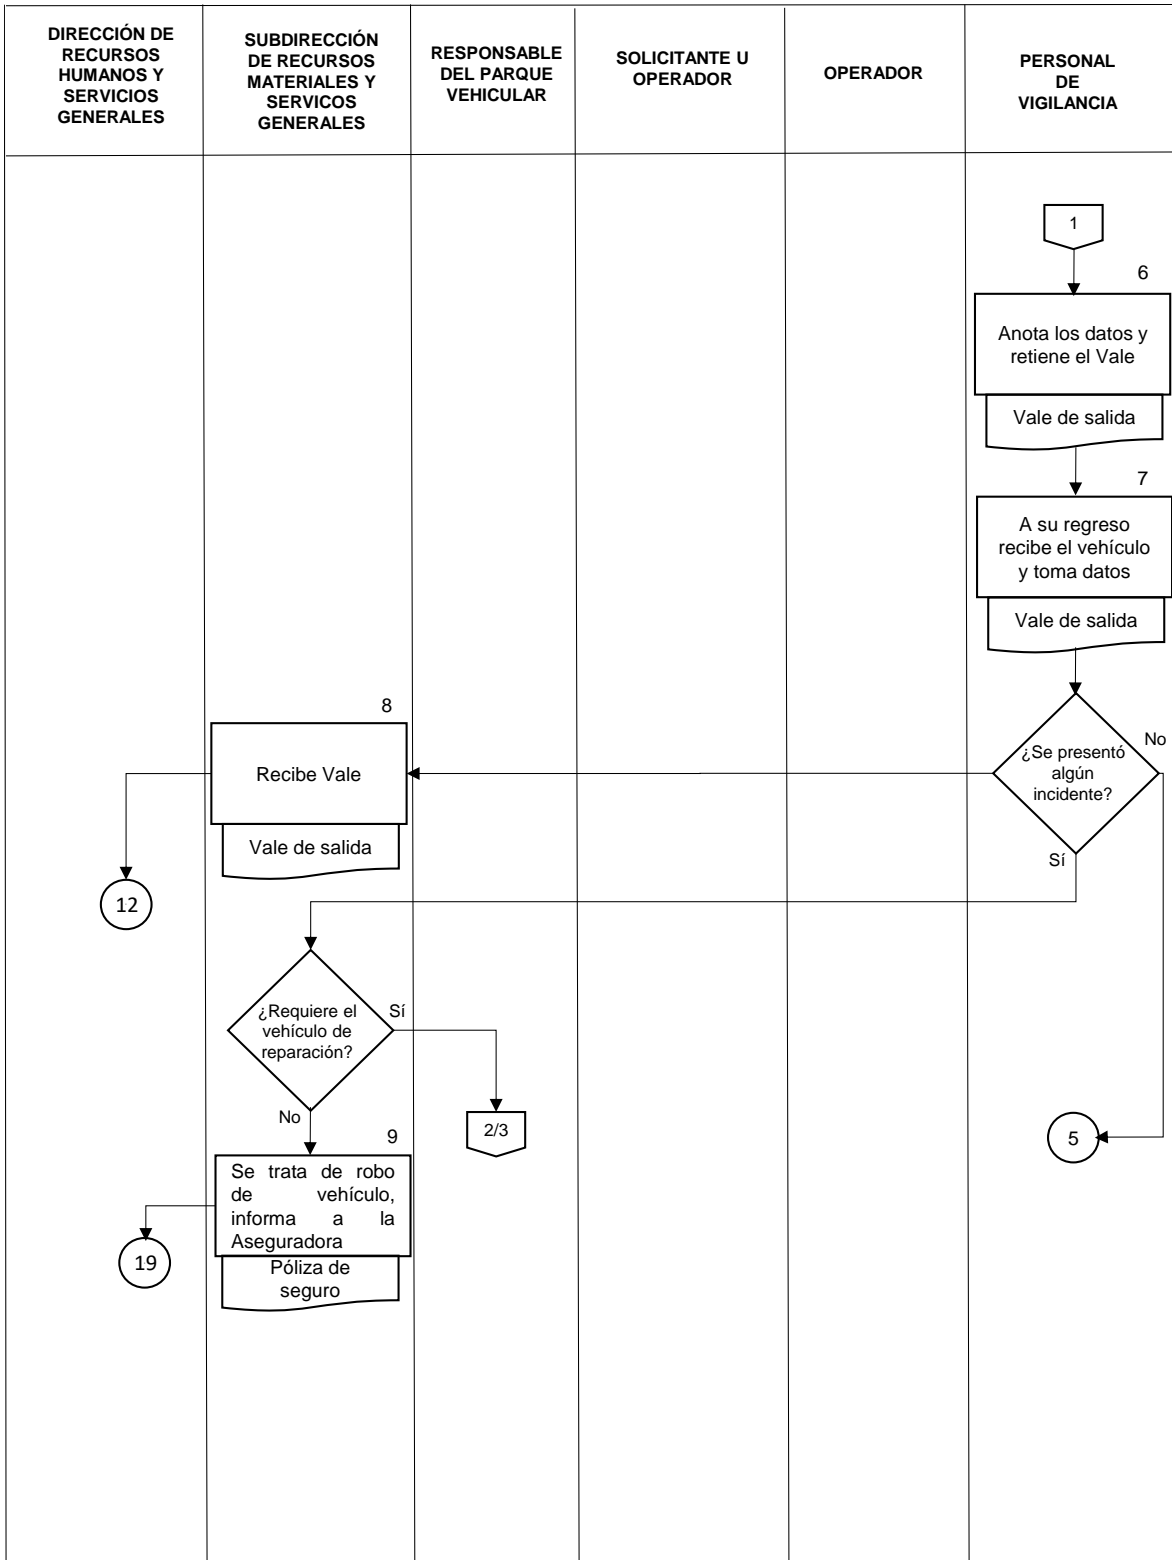 DIRECCIÓN DE
RECURSOS
HUMANOS Y
SERVICIOS
GENERALES
SUBDIRECCIÓN
DE RECURSOS
MATERIALES Y
SERVICOS
GENERALES
RESPONSABLE
DEL PARQUE
VEHICULAR
SOLICITANTE U
OPERADOR
OPERADOR
PERSONAL
DE
VIGILANCIA
1
6
Anota los datos y
retiene el Vale
Vale de salida
7
A su regreso
recibe el vehículo
y toma datos
Vale de salida
¿Se presentó
algún
incidente?
No
Sí
8
Recibe Vale
Vale de salida
12
¿Requiere el
vehículo de
reparación?
Sí
No
2/3
5
9
Se trata de robo
de vehículo,
informa a la
Aseguradora
Póliza de
seguro
19